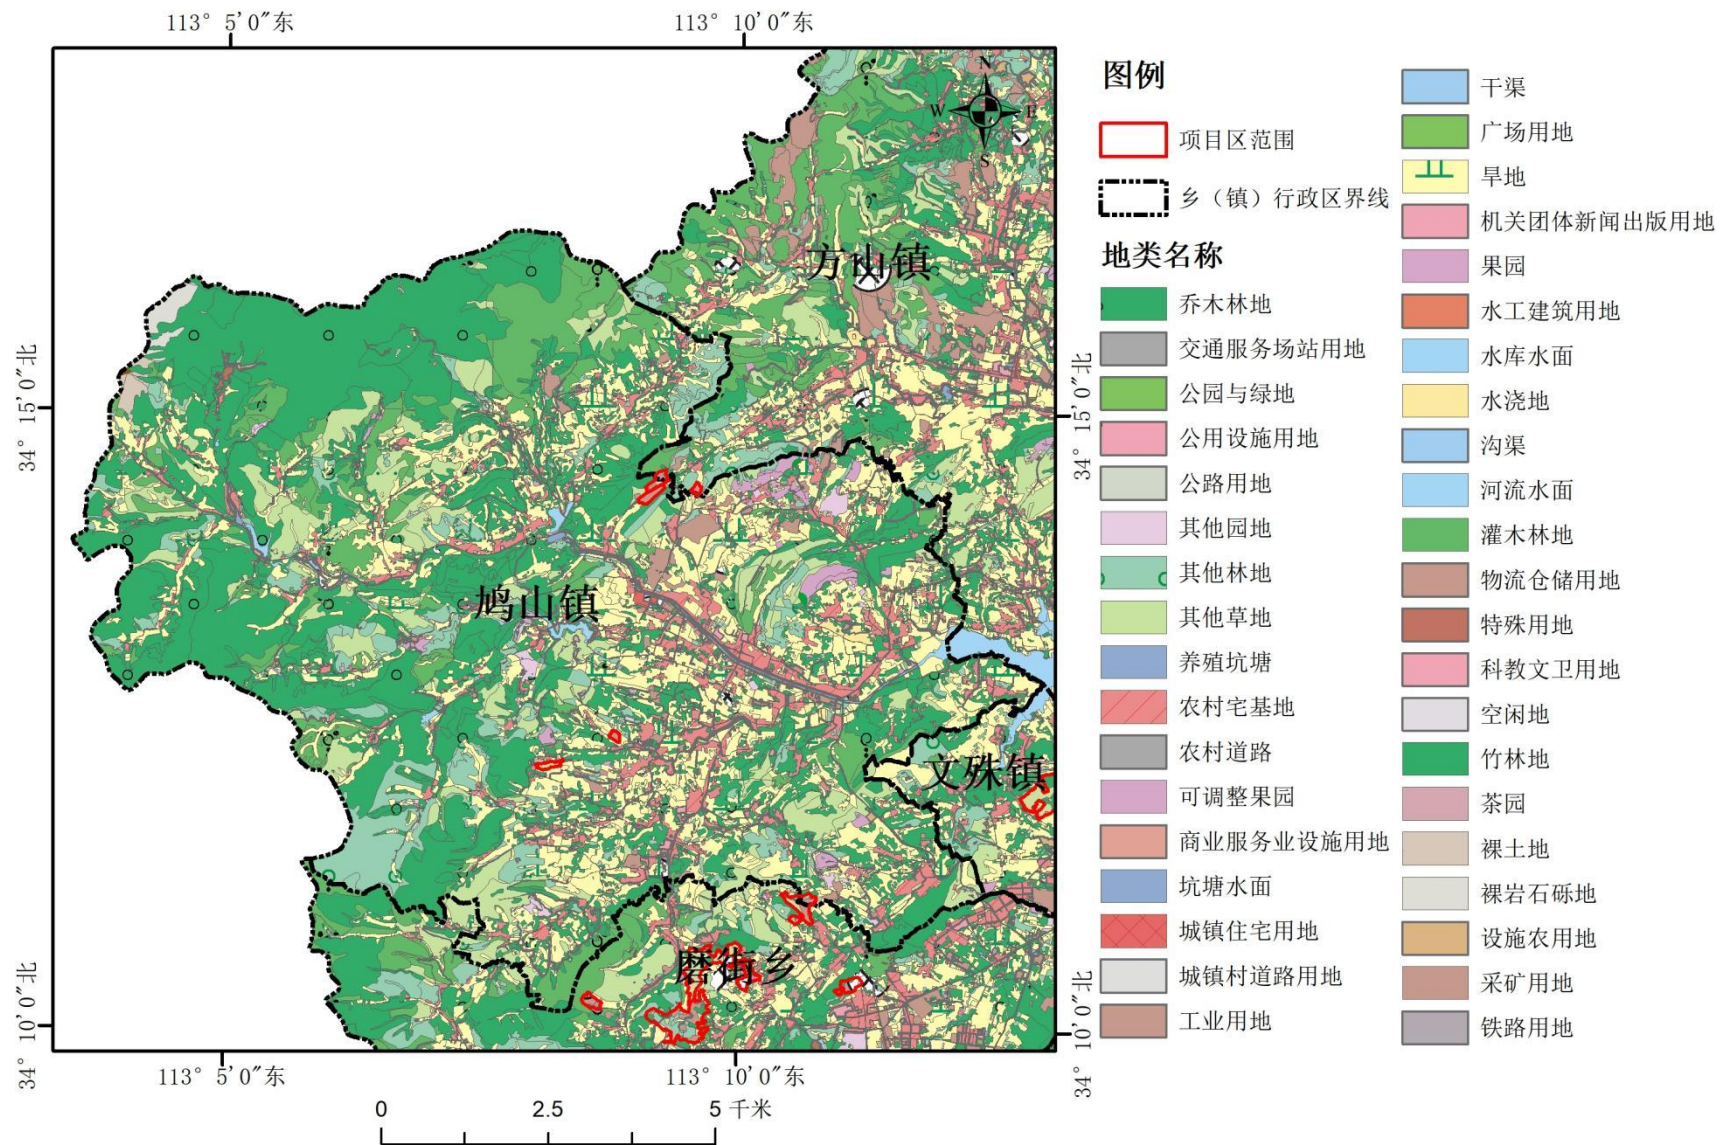 113° 5′0″东
113° 10′0″东
N
W
E
S
34° 15′0″北
34° 15′0″北
34° 10′0″北
34° 10′0″北
方山镇
鸠山镇
文殊镇
磨街乡
113° 5′0″东
113° 10′0″东
0 2.5 5 千米
图例
项目区范围
乡（镇）行政区界线
地类名称
乔木林地
交通服务场站用地
公园与绿地
公用设施用地
公路用地
其他园地
其他林地
其他草地
养殖坑塘
农村宅基地
农村道路
可调整果园
商业服务业设施用地
坑塘水面
城镇住宅用地
城镇村道路用地
工业用地
干渠
广场用地
旱地
机关团体新闻出版用地
果园
水工建筑用地
水库水面
水浇地
沟渠
河流水面
灌木林地
物流仓储用地
特殊用地
科教文卫用地
空闲地
竹林地
茶园
裸土地
裸岩石砾地
设施农用地
采矿用地
铁路用地